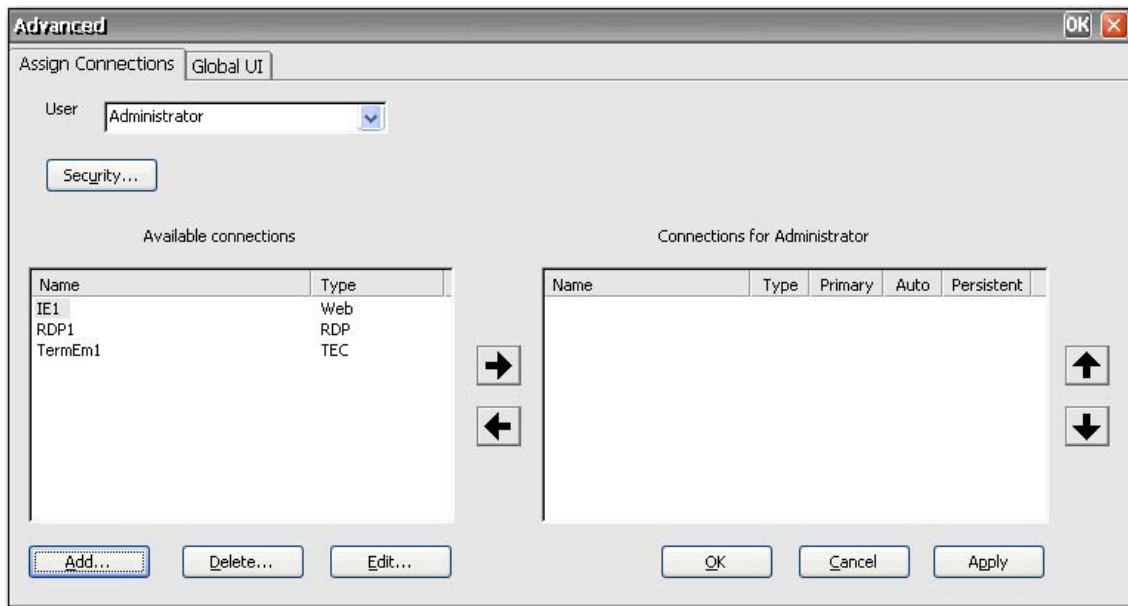 Advanced OK
Assign Connections Global UI
User Administrator
Security...
Available connections Connections for Administrator
Name Type Name Type Primary Auto Persistent
IE1 Web
RDP1 RDP
TermEm1 TEC
Add... Delete... Edit... OK Cancel Apply